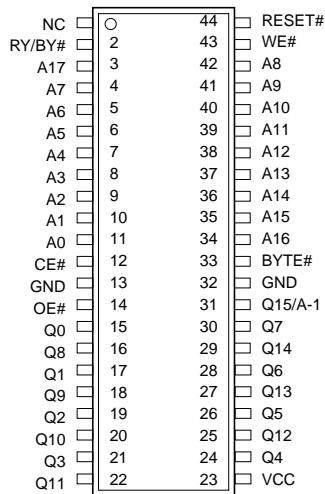 NC 44 RESET#
RY/BY# 2 43 WE#
A17 3 42 A8
A7 4 41 A9
A6 5 40 A10
A5 6 39 A11
A4 7 38 A12
A3 8 37 A13
A2 9 36 A14
A1 10 35 A15
A0 11 34 A16
CE# 12 33 BYTE#
GND 13 32 GND
OE# 14 31 Q15/A-1
Q0 15 30 Q7
Q8 16 29 Q14
Q1 17 28 Q6
Q9 18 27 Q13
Q2 19 26 Q5
Q10 20 25 Q12
Q3 21 24 Q4
Q11 22 23 VCC